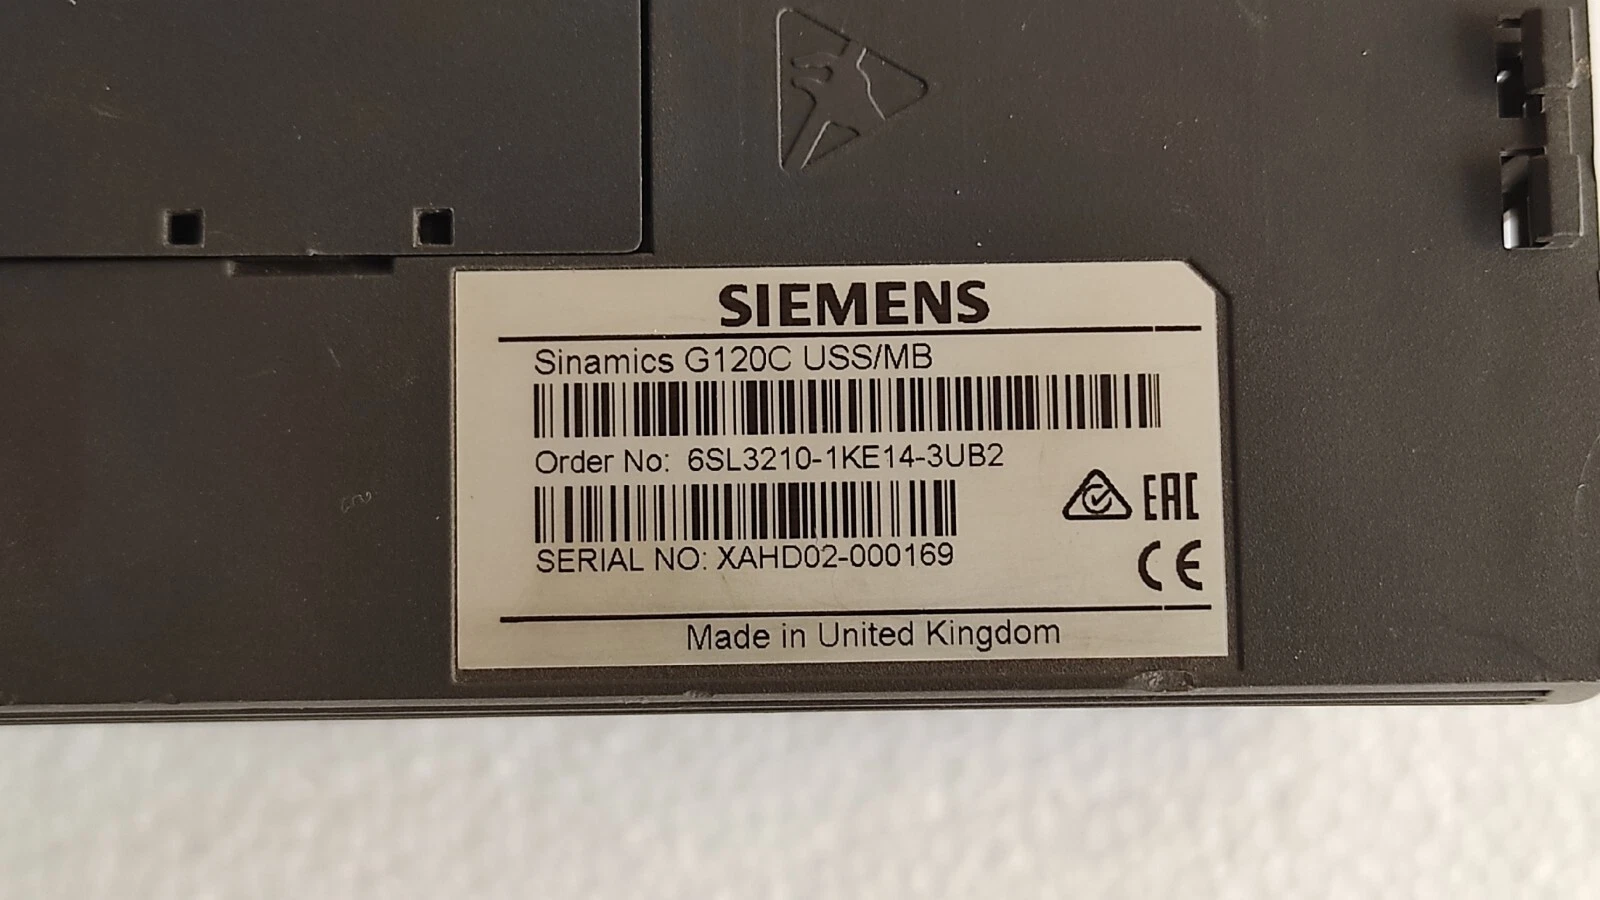 SIEMENS
Sinamics G120C USS/MB
Order No: 6SL3210-1KE14-3UB2
EAC
SERIAL NO: XAHD02-000169
CE
Made in United Kingdom